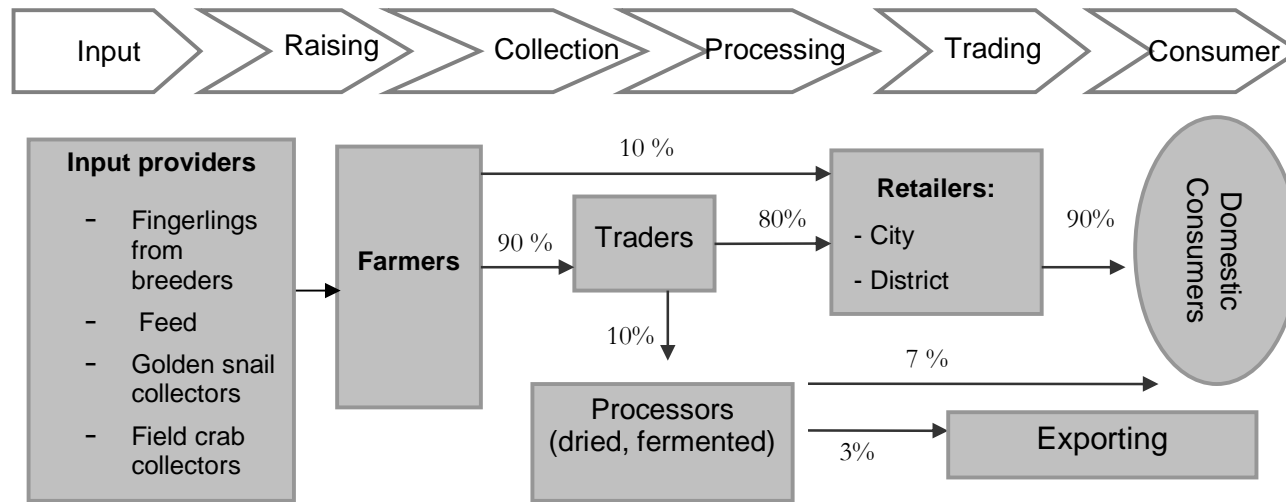 Input
Raising
Collection
Processing
Trading
Consumer
Input providers
- Fingerlings
from
breeders
- Feed
- Golden snail
collectors
- Field crab
collectors
Farmers
10 %
90 %
Traders
80%
10%
Retailers:
- City
- District
90%
Domestic
Consumers
Processors
(dried, fermented)
7 %
3%
Exporting